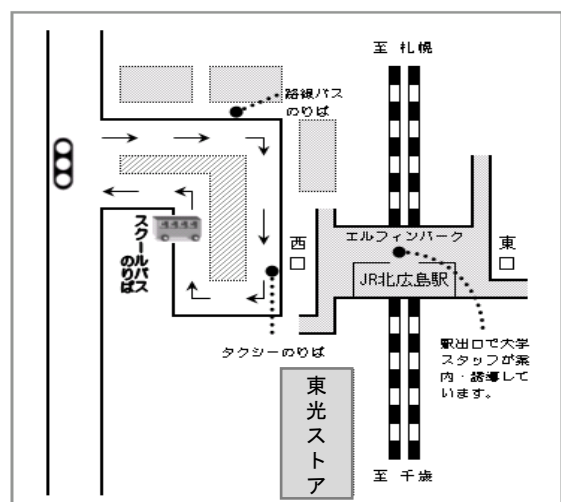 至 札幌
路線バス
のりば
スクールバス
のりば
西口
エルフィンパーク
東口
JR北広島駅
タクシーのりば
駅出口で大学
スタッフが案
内・誘導して
います。
東光ストア
至 千歳